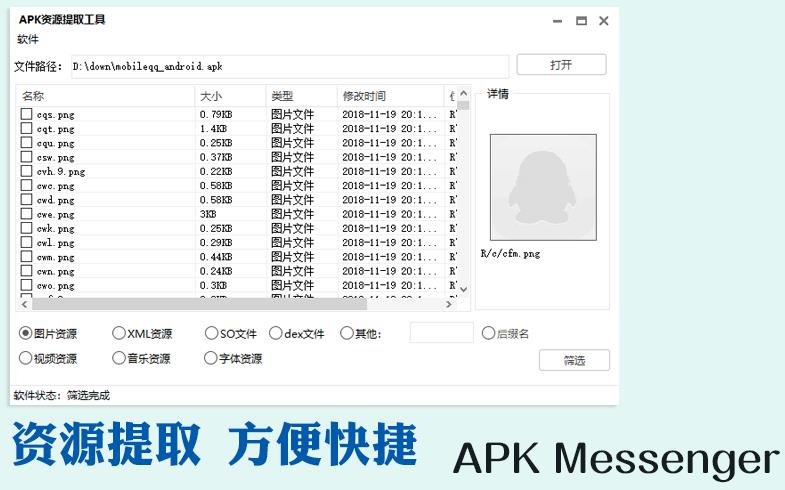 APK资源提取工具
软件
文件路径: D:\down\mobileqq_android.apk 打开
名称 大小 类型 修改时间
cqs.png 0.79KB 图片文件 2018-11-19 20:1...
cqt.png 1.4KB 图片文件 2018-11-19 20:1...
cqu.png 0.25KB 图片文件 2018-11-19 20:1...
csw.png 0.37KB 图片文件 2018-11-19 20:1...
cvh.9.png 0.22KB 图片文件 2018-11-19 20:1...
cwc.png 0.58KB 图片文件 2018-11-19 20:1...
cwd.png 0.58KB 图片文件 2018-11-19 20:1...
cwe.png 3KB 图片文件 2018-11-19 20:1...
cwk.png 0.25KB 图片文件 2018-11-19 20:1...
cwl.png 0.29KB 图片文件 2018-11-19 20:1...
cwm.png 0.44KB 图片文件 2018-11-19 20:1...
cwn.png 0.24KB 图片文件 2018-11-19 20:1...
cwo.png 0.3KB 图片文件 2018-11-19 20:1...
详情
R/c/cfm.png
图片资源 XML资源 SO文件 dex文件 其他: 后缀名
视频资源 音乐资源 字体资源 筛选
软件状态: 筛选完成
资源提取 方便快捷
APK Messenger